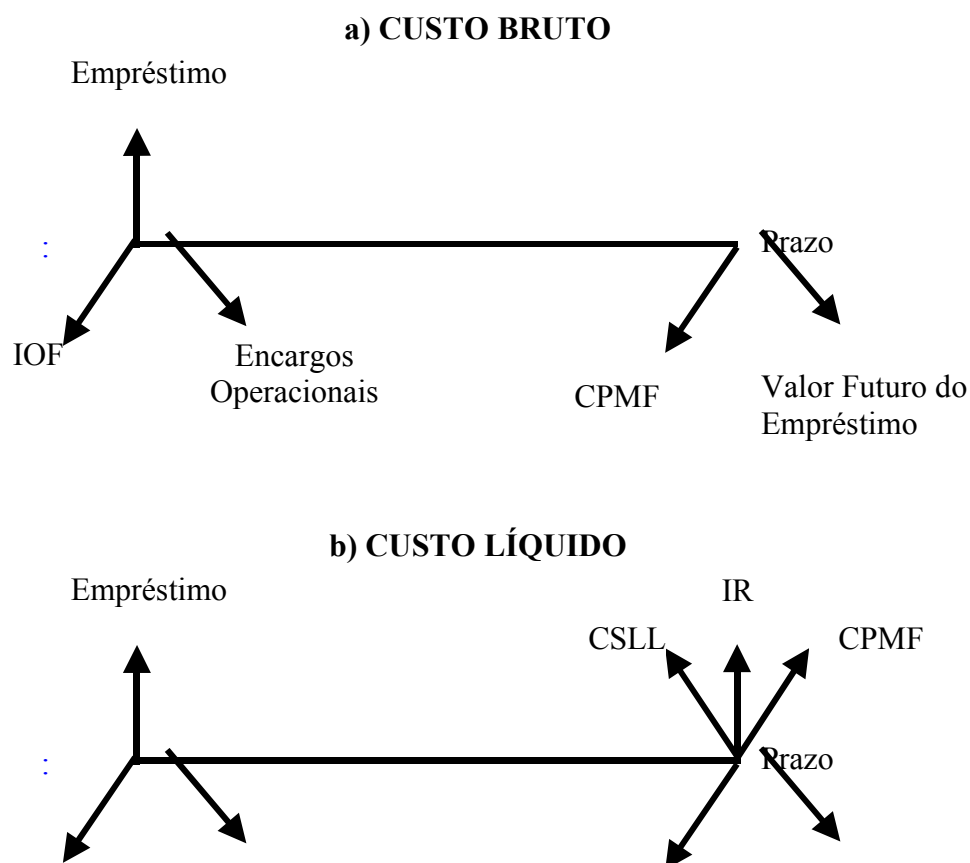 a) CUSTO BRUTO
Empréstimo
:
Prazo
IOF
Encargos
Operacionais
CPMF
Valor Futuro do
Empréstimo
b) CUSTO LÍQUIDO
Empréstimo
IR
CSLL
CPMF
:
Prazo